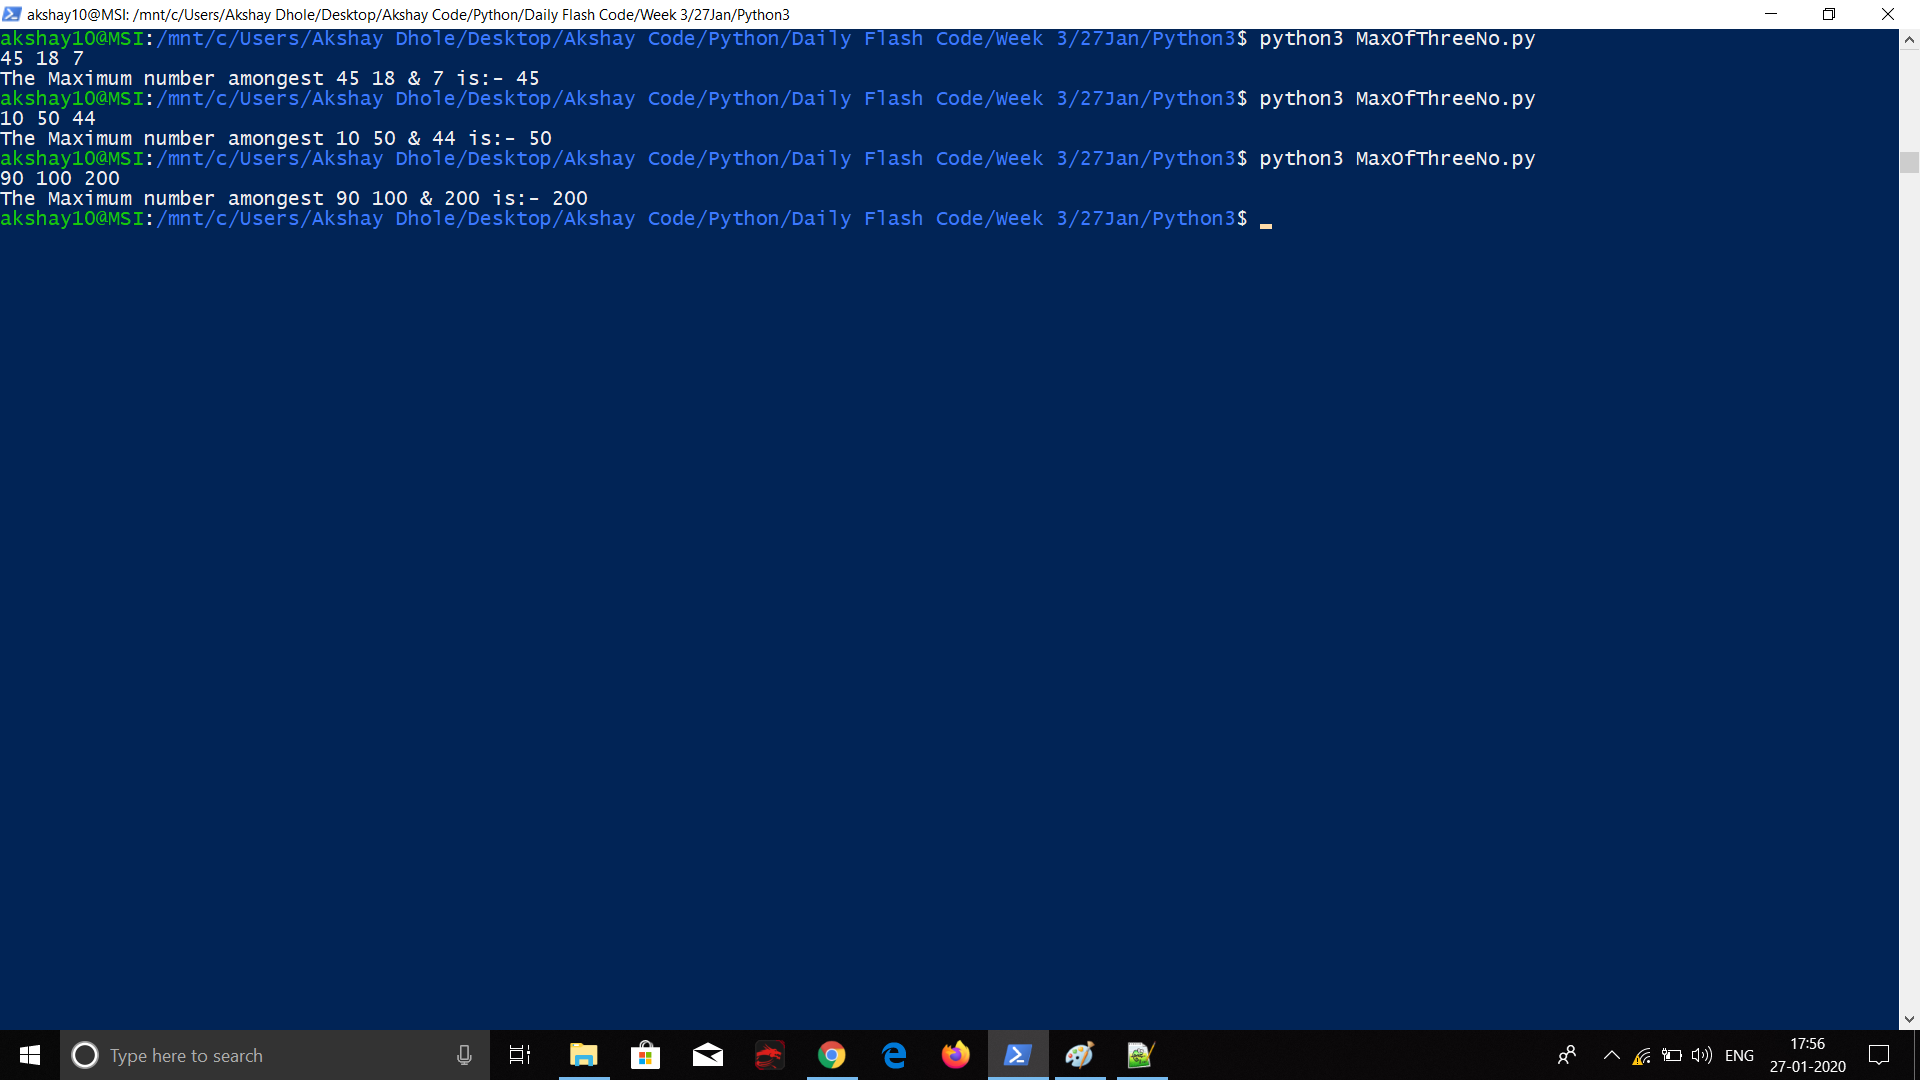 akshay10@MSI: /mnt/c/Users/Akshay Dhole/Desktop/Akshay Code/Python/Daily Flash Code/Week 3/27Jan/Python3
akshay10@MSI:/mnt/c/Users/Akshay Dhole/Desktop/Akshay Code/Python/Daily Flash Code/Week 3/27Jan/Python3$ python3 MaxOfThreeNo.py
45 18 7
The Maximum number amongest 45 18 & 7 is:- 45
akshay10@MSI:/mnt/c/Users/Akshay Dhole/Desktop/Akshay Code/Python/Daily Flash Code/Week 3/27Jan/Python3$ python3 MaxOfThreeNo.py
10 50 44
The Maximum number amongest 10 50 & 44 is:- 50
akshay10@MSI:/mnt/c/Users/Akshay Dhole/Desktop/Akshay Code/Python/Daily Flash Code/Week 3/27Jan/Python3$ python3 MaxOfThreeNo.py
90 100 200
The Maximum number amongest 90 100 & 200 is:- 200
akshay10@MSI:/mnt/c/Users/Akshay Dhole/Desktop/Akshay Code/Python/Daily Flash Code/Week 3/27Jan/Python3$
Type here to search
ENG
17:56
27-01-2020